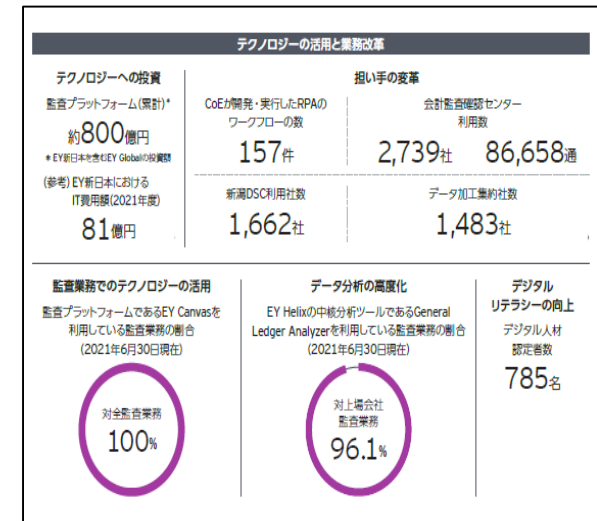 テクノロジーの活用と業務改革
テクノロジーへの投資
監査プラットフォーム(累計)*
約800億円
* EY新日本を含むEY Globalの投資額
(参考) EY新日本における
IT費用額(2021年度)
81億円
担い手の変革
CoEが開発・実行したRPAの
ワークフローの数
157件
会計監査確認センター
利用数
2,739社 86,658通
新潟DSC利用社数
1,662社
データ加工集約社数
1,483社
監査業務でのテクノロジーの活用
監査プラットフォームであるEY Canvasを
利用している監査業務の割合
(2021年6月30日現在)
対全監査業務
100%
データ分析の高度化
EY Helixの中核分析ツールであるGeneral
Ledger Analyzerを利用している監査業務の割合
(2021年6月30日現在)
対上場会社
監査業務
96.1%
デジタル
リテラシーの向上
デジタル人材
認定者数
785名